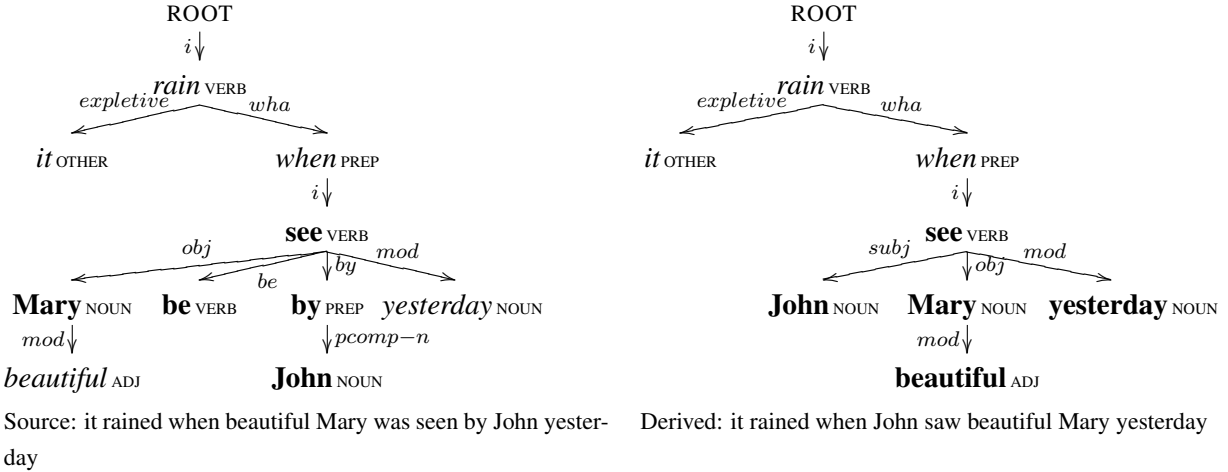 ROOT ROOT
i i
rain VERB rain VERB
expletive wha expletive wha
it OTHER when PREP it OTHER when PREP
i i
see VERB see VERB
obj be by mod subj obj mod
Mary NOUN be VERB by PREP yesterday NOUN John NOUN Mary NOUN yesterday NOUN
mod pcomp−n mod
beautiful ADJ John NOUN beautiful ADJ
Source: it rained when beautiful Mary was seen by John yester-
day
Derived: it rained when John saw beautiful Mary yesterday